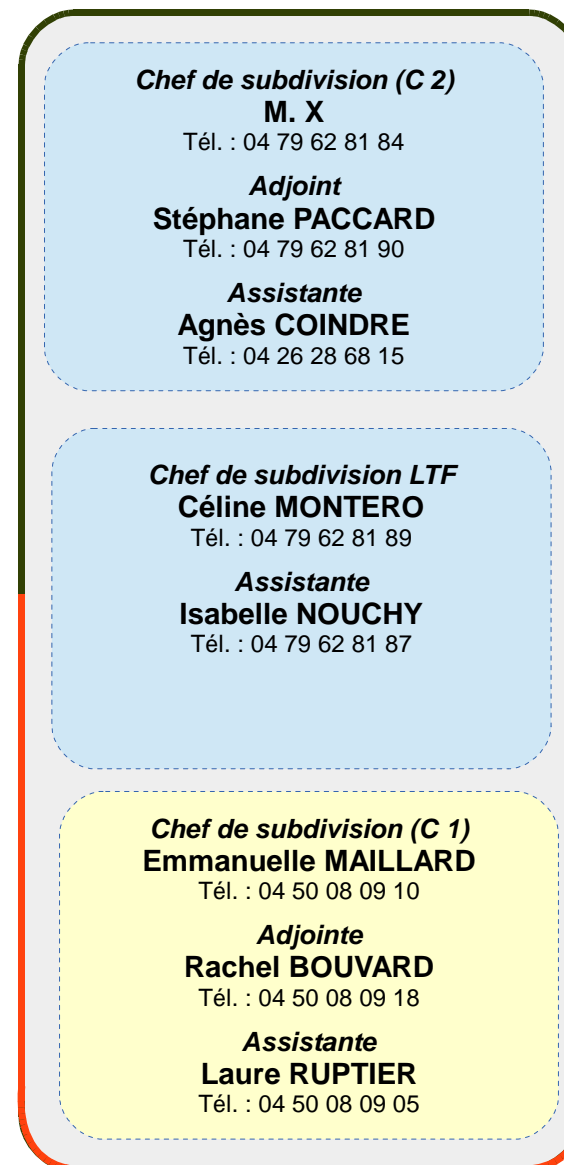 Chef de subdivision (C 2)
M. X
Tél. : 04 79 62 81 84
Adjoint
Stéphane PACCARD
Tél. : 04 79 62 81 90
Assistante
Agnès COINDRE
Tél. : 04 26 28 68 15
Chef de subdivision LTF
Céline MONTERO
Tél. : 04 79 62 81 89
Assistante
Isabelle NOUCHY
Tél. : 04 79 62 81 87
Chef de subdivision (C 1)
Emmanuelle MAILLARD
Tél. : 04 50 08 09 10
Adjointe
Rachel BOUVARD
Tél. : 04 50 08 09 18
Assistante
Laure RUPTIER
Tél. : 04 50 08 09 05